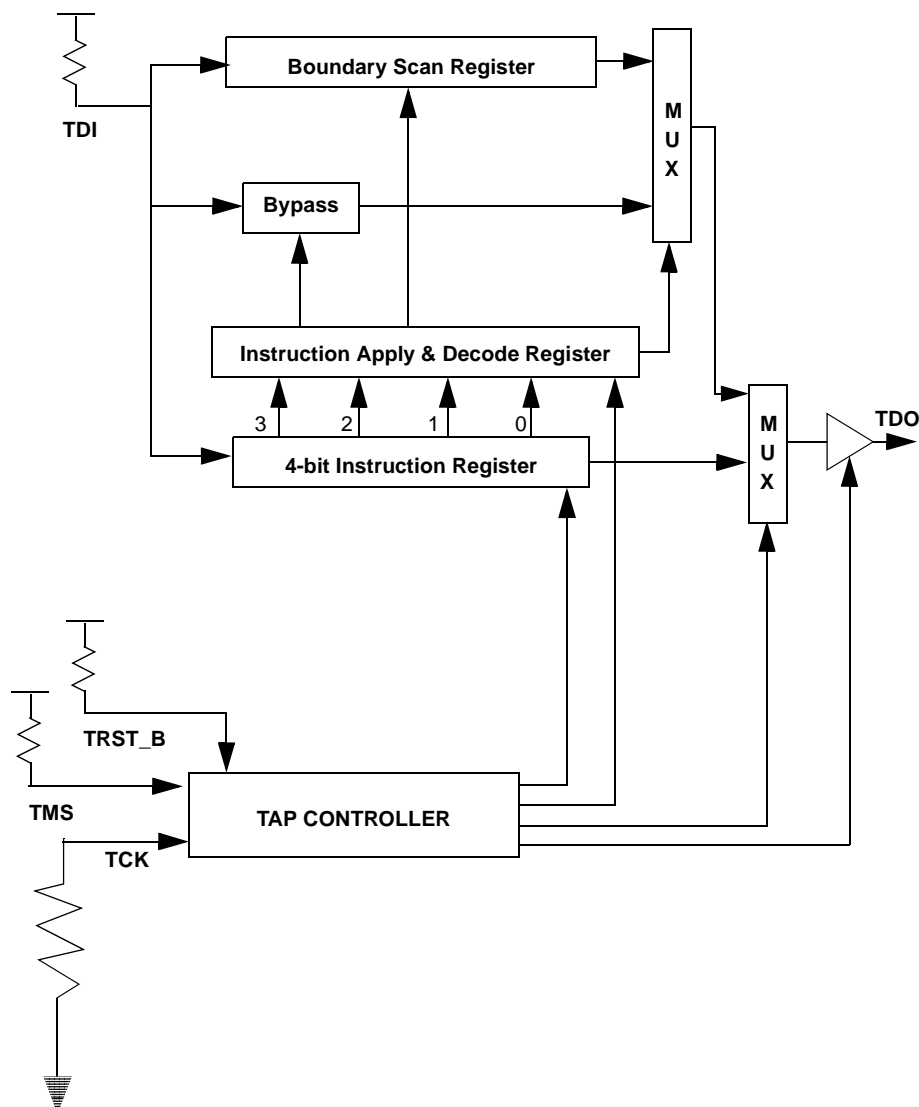 Boundary Scan Register
TDI
M
U
X
Bypass
Instruction Apply & Decode Register
3 2 1 0
4-bit Instruction Register
M
U
X
TDO
TRST_B
TMS
TAP CONTROLLER
TCK